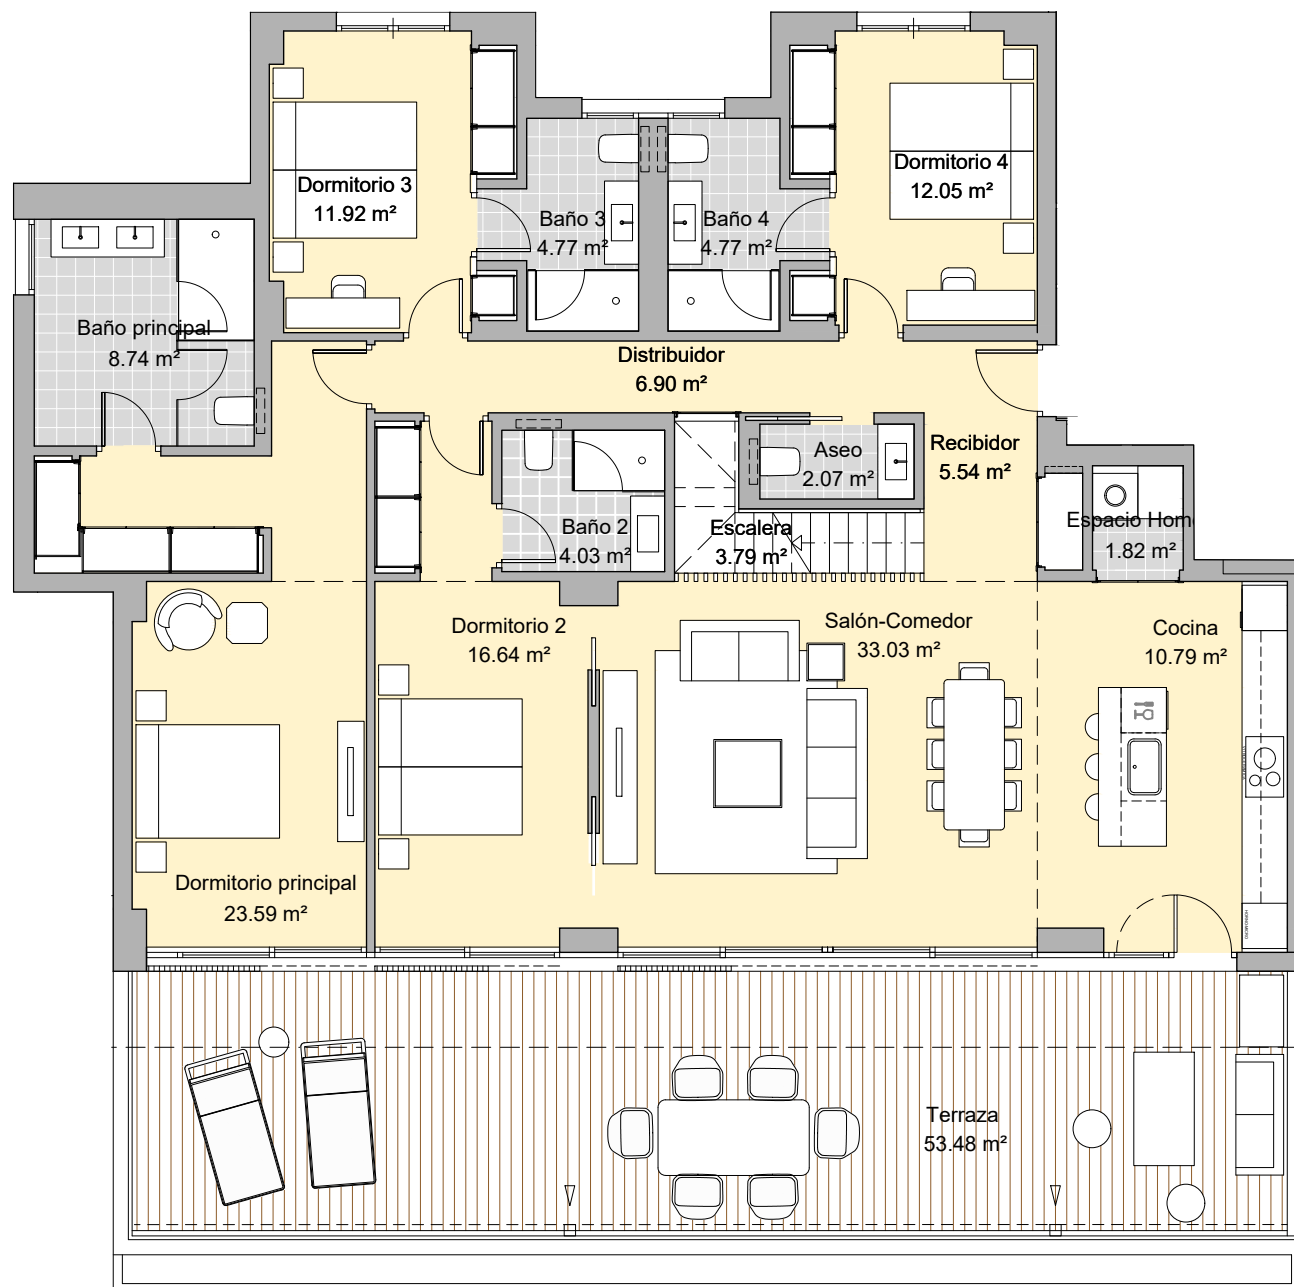 Dormitorio 3
11.92 m²
Dormitorio 4
12.05 m²
Baño 3
4.77 m²
Baño 4
4.77 m²
Baño principal
8.74 m²
Distribuidor
6.90 m²
Aseo
2.07 m²
Recibidor
5.54 m²
Baño 2
4.03 m²
Escalera
3.79 m²
Espacio Hom
1.82 m²
Dormitorio 2
16.64 m²
Salón-Comedor
33.03 m²
Cocina
10.79 m²
Dormitorio principal
23.59 m²
Terraza
53.48 m²